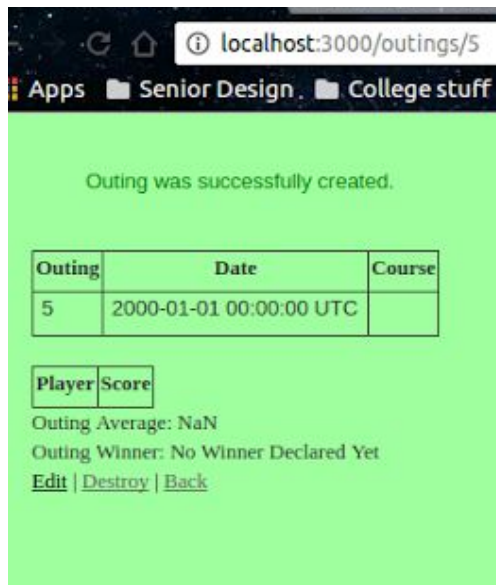 localhost:3000/outings/5
Apps Senior Design College stuff
Outing was successfully created.
Outing Date Course
5 2000-01-01 00:00:00 UTC
Player Score
Outing Average: NaN
Outing Winner: No Winner Declared Yet
Edit | Destroy | Back